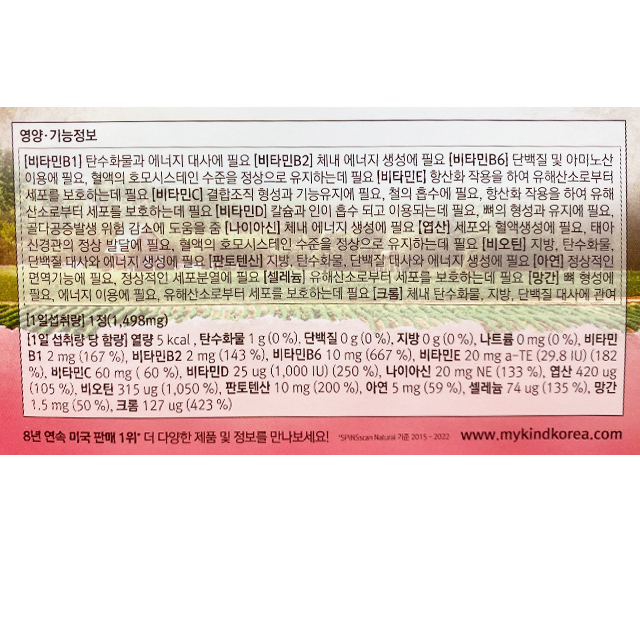 영양·기능정보
[비타민B1] 탄수화물과 에너지 대사에 필요 [비타민B2] 체내 에너지 생성에 필요 [비타민B6] 단백질 및 아미노산
이용에 필요, 혈액의 호모시스테인 수준을 정상으로 유지하는데 필요 [비타민E] 항산화 작용을 하여 유해산소로부터
세포를 보호하는데 필요 [비타민C] 결합조직 형성과 기능유지에 필요, 철의 흡수에 필요, 항산화 작용을 하여 유해
산소로부터 세포를 보호하는데 필요 [비타민D] 칼슘과 인이 흡수 되고 이용되는데 필요, 뼈의 형성과 유지에 필요,
골다공증발생 위험 감소에 도움을 줌 [나이아신] 체내 에너지 생성에 필요 [엽산] 세포와 혈액생성에 필요, 태아
신경관의 정상 발달에 필요, 혈액의 호모시스테인 수준을 정상으로 유지하는데 필요 [비오틴] 지방, 탄수화물,
단백질 대사와 에너지 생성에 필요 [판토텐산] 지방, 탄수화물, 단백질 대사와 에너지 생성에 필요 [아연] 정상적인
면역기능에 필요, 정상적인 세포분열에 필요 [셀레늄] 유해산소로부터 세포를 보호하는데 필요 [망간] 뼈 형성에
필요, 에너지 이용에 필요, 유해산소로부터 세포를 보호하는데 필요 [크롬] 체내 탄수화물, 지방, 단백질 대사에 관여
[1일섭취량] 1정(1,498mg)
[1일 섭취량 당 함량] 열량 5 kcal , 탄수화물 1 g (0 %), 단백질 0 g (0 %), 지방 0 g (0 %), 나트륨 0 mg (0 %), 비타민
B1 2 mg (167 %), 비타민B2 2 mg (143 %), 비타민B6 10 mg (667 %), 비타민E 20 mg a-TE (29.8 IU) (182
%), 비타민C 60 mg ( 60 %), 비타민D 25 ug (1,000 IU) (250 %), 나이아신 20 mg NE (133 %), 엽산 420 ug
(105 %), 비오틴 315 ug (1,050 %), 판토텐산 10 mg (200 %), 아연 5 mg (59 %), 셀레늄 74 ug (135 %), 망간
1.5 mg (50 %), 크롬 127 ug (423 %)
8년 연속 미국 판매 1위* 더 다양한 제품 및 정보를 만나보세요! *SPINSscan Natural 기준 2015 - 2022 www.mykindkorea.com